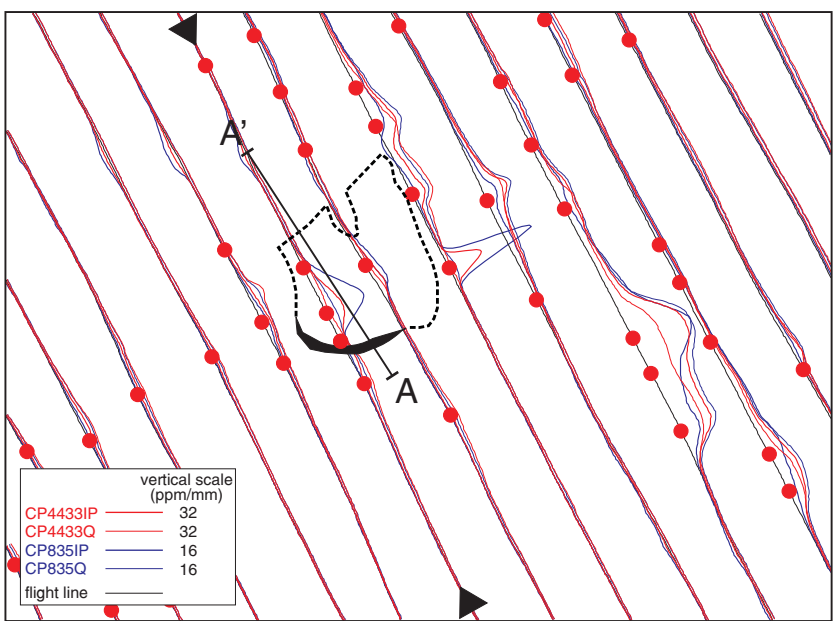 A'
A
vertical scale
(ppm/mm)
CP4433IP 32
CP4433Q 32
CP835IP 16
CP835Q 16
flight line